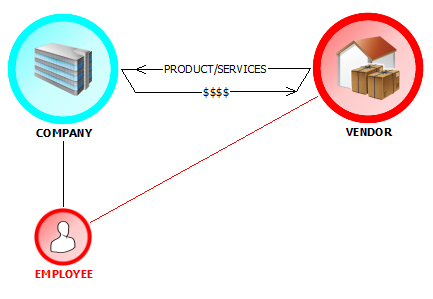 PRODUCT/SERVICES
$$$$
COMPANY
VENDOR
EMPLOYEE